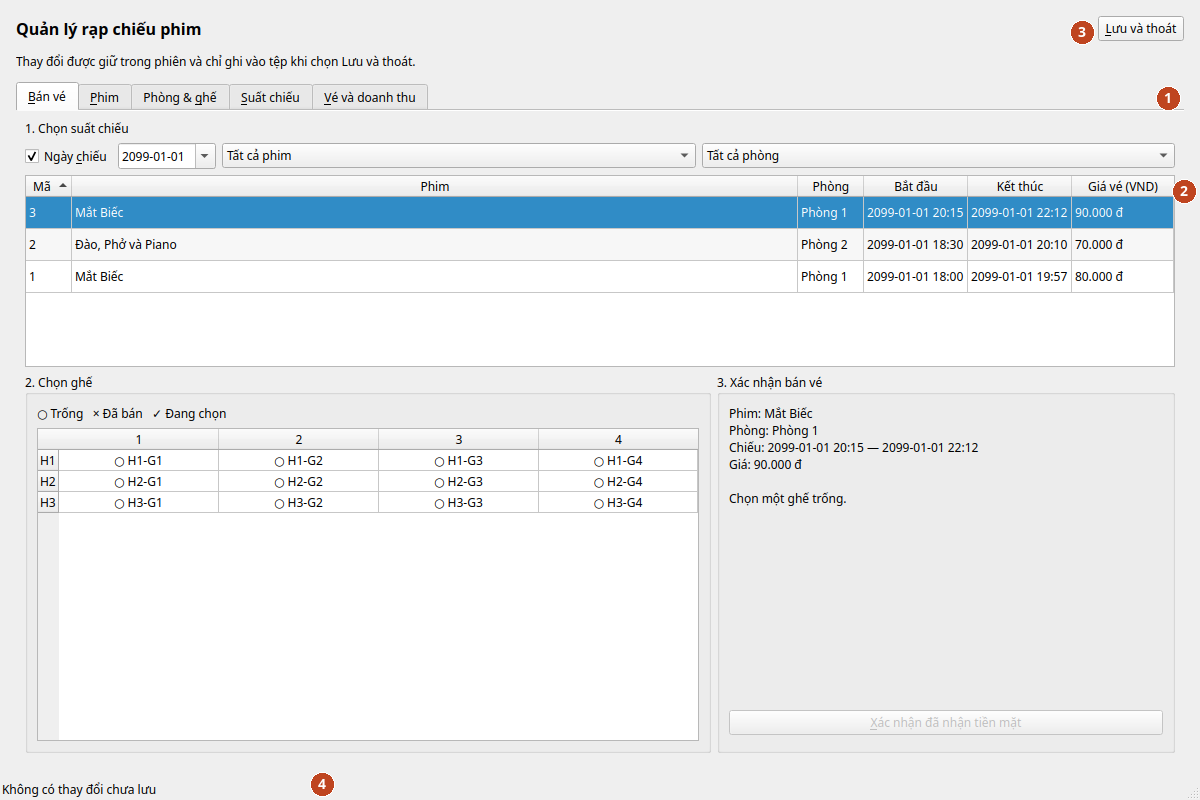 Quản lý rạp chiếu phim
3 Lưu và thoát
Thay đổi được giữ trong phiên và chỉ ghi vào tệp khi chọn Lưu và thoát.
Bán vé Phim Phòng & ghế Suất chiếu Vé và doanh thu 1
1. Chọn suất chiếu
✓ Ngày chiếu 2099-01-01 Tất cả phim Tất cả phòng
Mã Phim Phòng Bắt đầu Kết thúc Giá vé (VND) 2
3 Mắt Biếc Phòng 1 2099-01-01 20:15 2099-01-01 22:12 90.000 đ
2 Đào, Phở và Piano Phòng 2 2099-01-01 18:30 2099-01-01 20:10 70.000 đ
1 Mắt Biếc Phòng 1 2099-01-01 18:00 2099-01-01 19:57 80.000 đ
2. Chọn ghế
○ Trống × Đã bán ✓ Đang chọn
1 2 3 4
H1 ○ H1-G1 ○ H1-G2 ○ H1-G3 ○ H1-G4
H2 ○ H2-G1 ○ H2-G2 ○ H2-G3 ○ H2-G4
H3 ○ H3-G1 ○ H3-G2 ○ H3-G3 ○ H3-G4
3. Xác nhận bán vé
Phim: Mắt Biếc
Phòng: Phòng 1
Chiếu: 2099-01-01 20:15 — 2099-01-01 22:12
Giá: 90.000 đ
Chọn một ghế trống.
Xác nhận đã nhận tiền mặt
Không có thay đổi chưa lưu 4